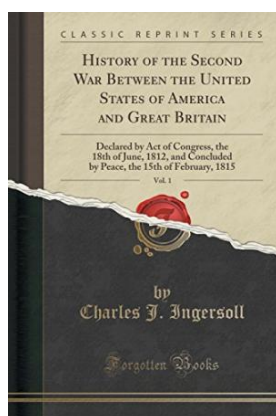 CLASSIC REPRINT SERIES
HISTORY OF THE SECOND
WAR BETWEEN THE UNITED
STATES OF AMERICA
AND GREAT BRITAIN
Declared by Act of Congress, the
18th of June, 1812, and Concluded
by Peace, the 15th of February, 1815
Vol. 1
by
Charles J. Ingersoll
Forgotten Books